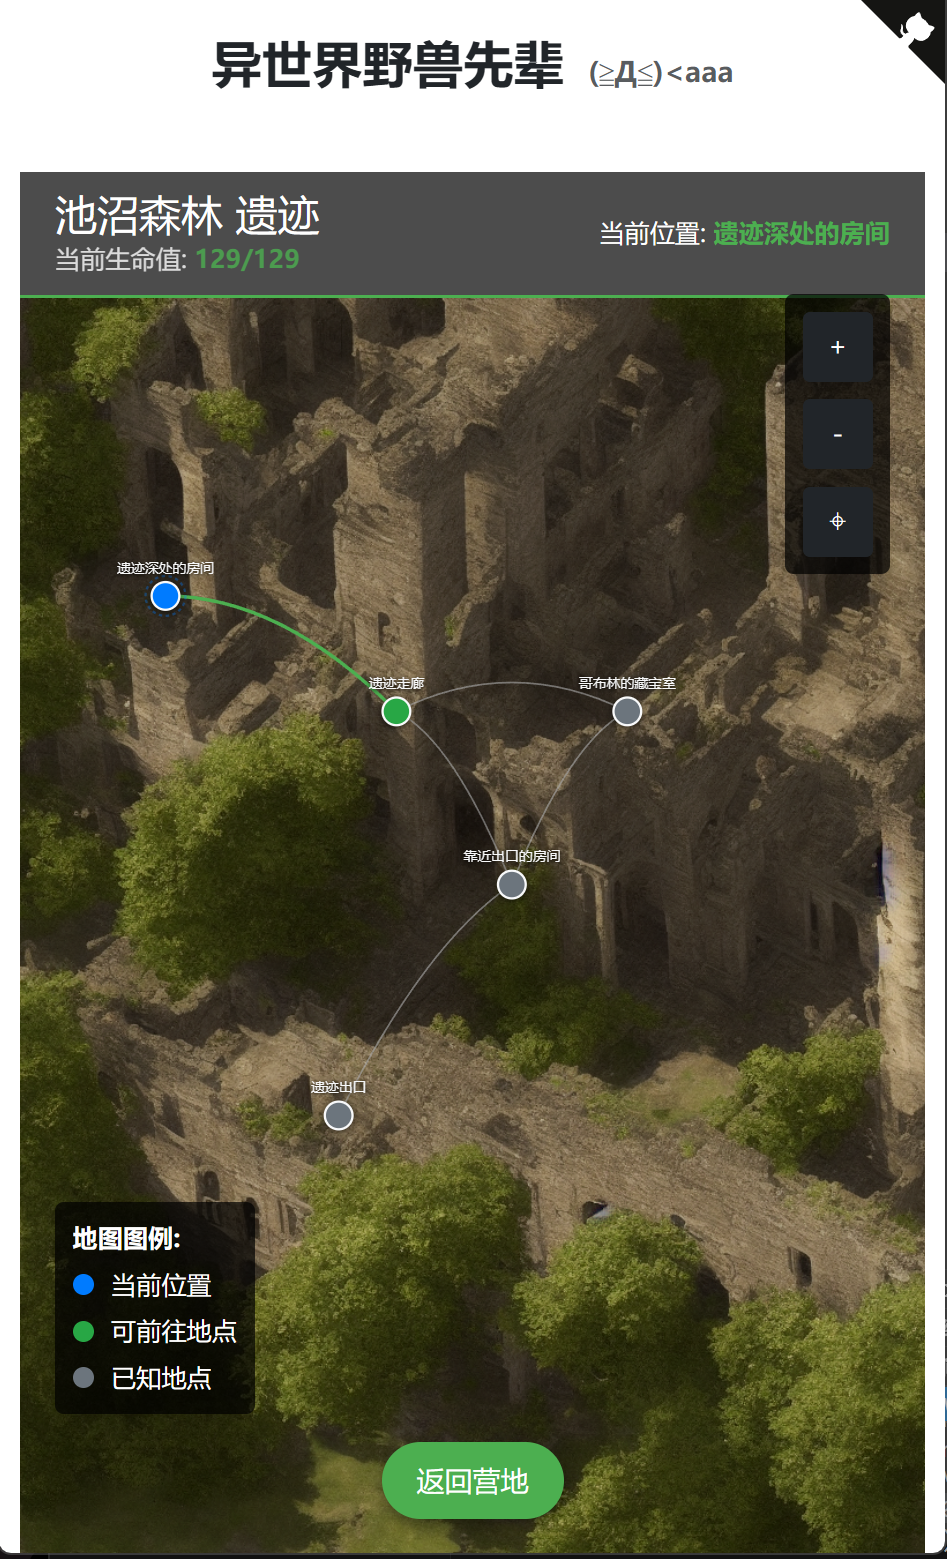 异世界野兽先辈 (≧Д≦)<aaa
池沼森林 遗迹
当前生命值: 129/129
当前位置: 遗迹深处的房间
+
-
⌖
遗迹深处的房间
遗迹走廊
哥布林的藏宝室
靠近出口的房间
遗迹出口
地图图例:
当前位置
可前往地点
已知地点
返回营地